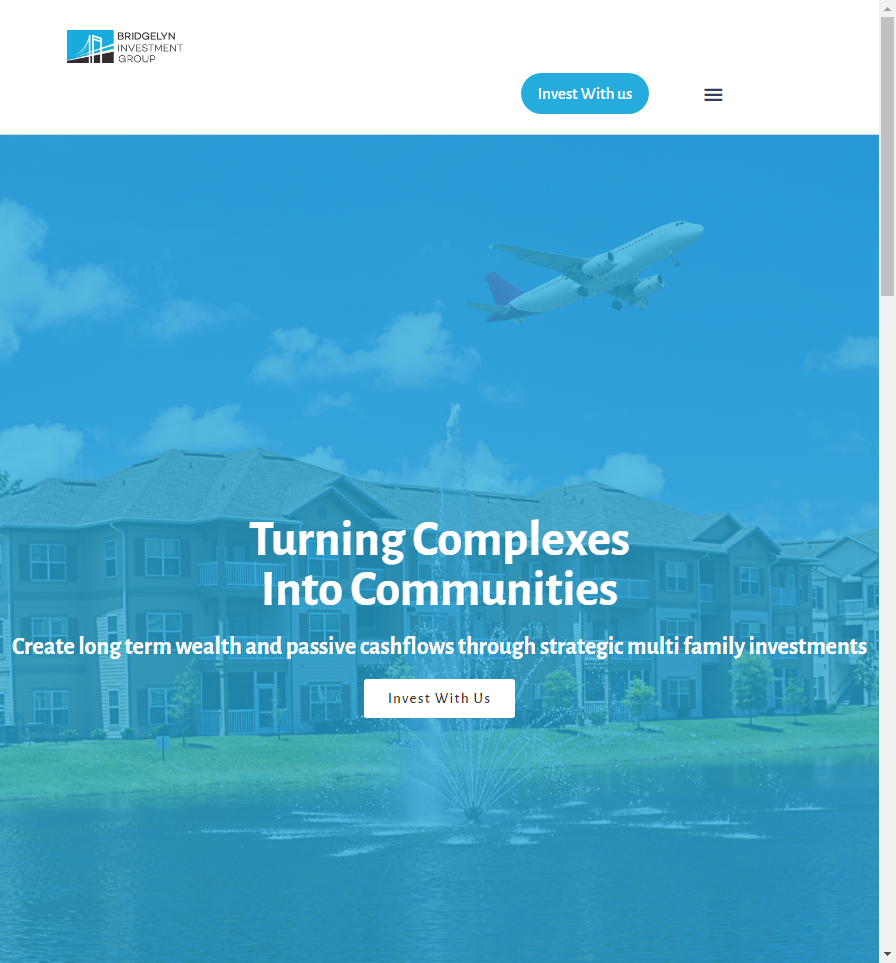 BRIDGELYN
INVESTMENT
GROUP
Invest With us
Turning Complexes
Into Communities
Create long term wealth and passive cashflows through strategic multi family investments
Invest With Us